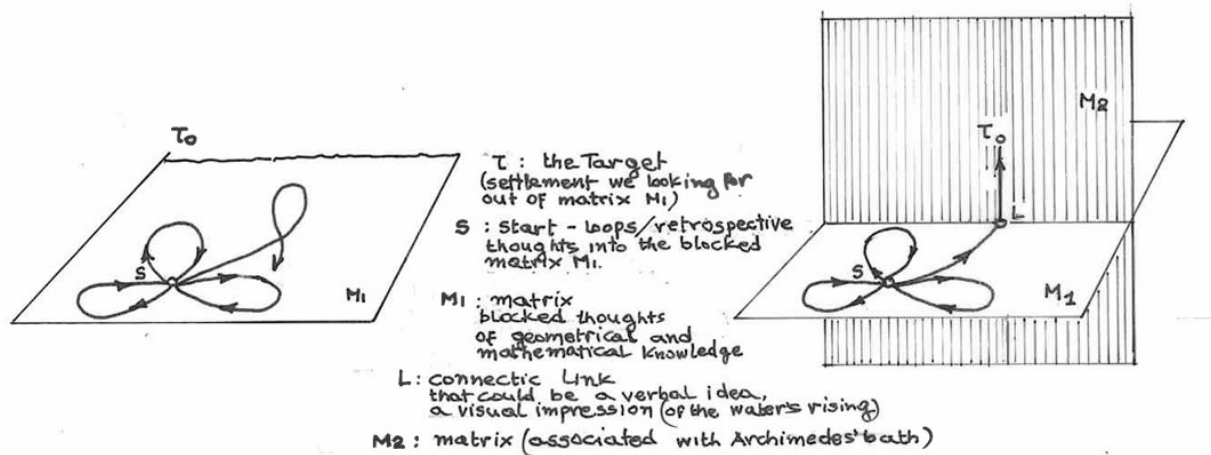 To
S
M1
T : the Target
(settlement we looking for
out of matrix M1)
S : start - loops/retrospective
thoughts into the blocked
matrix M1.
M1 : matrix
blocked thoughts
of geometrical and
mathematical knowledge
L : connectic Link
that could be a verbal idea,
a visual impression (of the water's rising)
M2 : matrix (associated with Archimedes' bath)
M2
To
L
S
M1